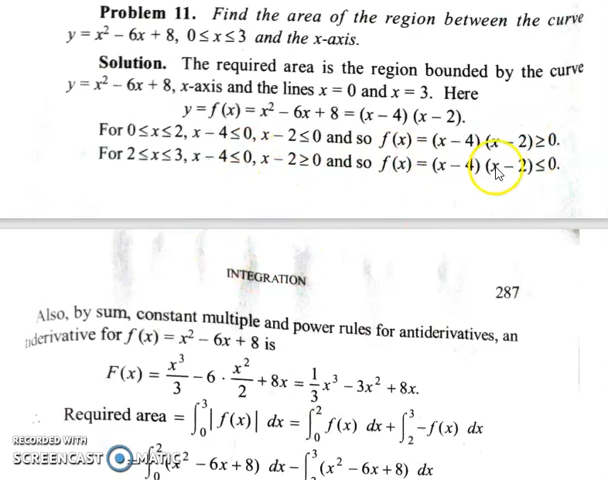 Problem 11. Find the area of the region between the curve
y = x² – 6x + 8, 0 ≤ x ≤ 3 and the x-axis.
Solution. The required area is the region bounded by the curve
y = x² – 6x + 8, x-axis and the lines x = 0 and x = 3. Here
y = f (x) = x² – 6x + 8 = (x – 4) (x – 2).
For 0 ≤ x ≤ 2, x – 4 ≤ 0, x – 2 ≤ 0 and so f (x) = (x – 4) (x – 2) ≥ 0.
For 2 ≤ x ≤ 3, x – 4 ≤ 0, x – 2 ≥ 0 and so f (x) = (x – 4) (x – 2) ≤ 0.
INTEGRATION
287
Also, by sum, constant multiple and power rules for antiderivatives, an
nderivative for f (x) = x² – 6x + 8 is
F(x) = x³/3 – 6 · x²/2 + 8x = 1/3 x³ – 3x² + 8x.
∴ Required area = ∫₀³ | f (x) | dx = ∫₀² f (x) dx + ∫₂³ –f (x) dx
∫₀² (x² – 6x + 8) dx – ∫³ (x² – 6x + 8) dx
RECORDED WITH
SCREENCAST MATIC